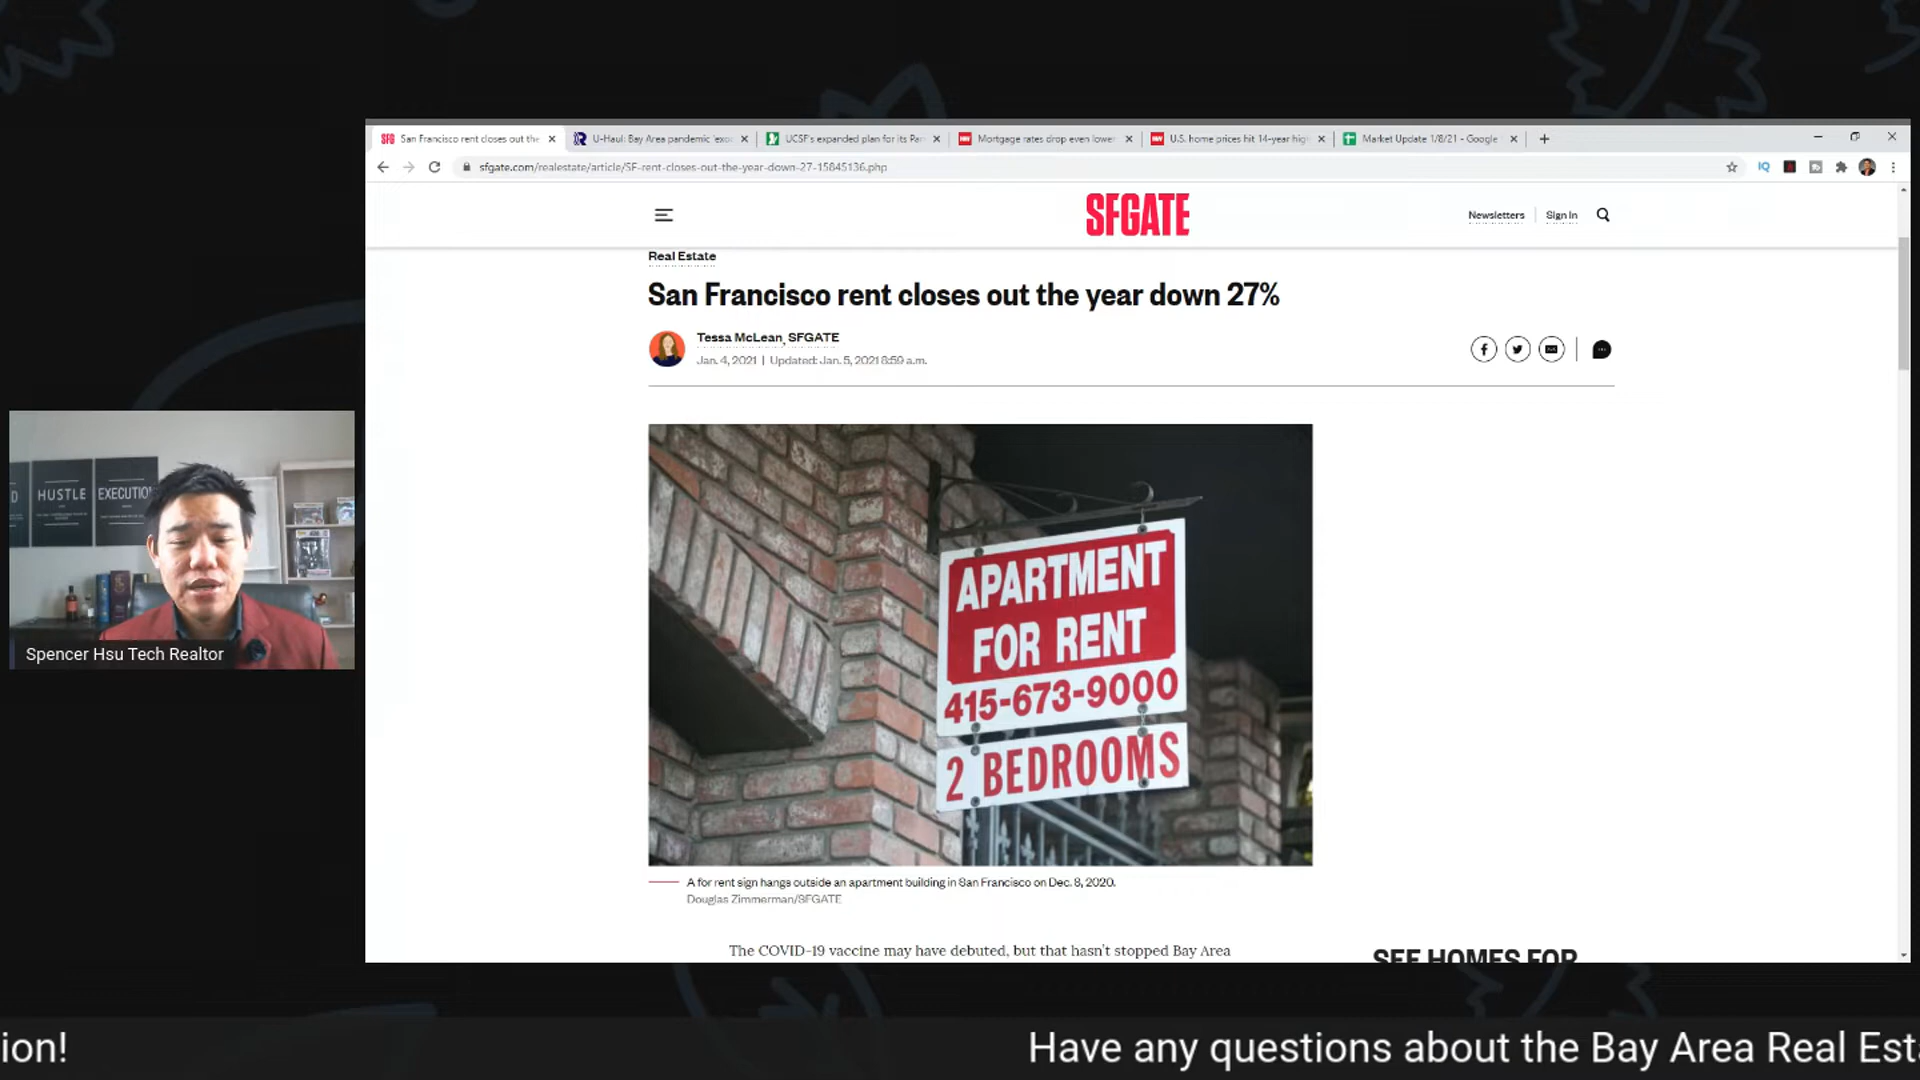 San Francisco rent closes out the
U-Haul: Bay Area pandemic 'exo
UCSF's expanded plan for its Par
Mortgage rates drop even lower
U.S. home prices hit 14-year high
Market Update 1/8/21 - Google
sfgate.com/realestate/article/SF-rent-closes-out-the-year-down-27-15845136.php
SFGATE
Newsletters
Sign In
Real Estate
San Francisco rent closes out the year down 27%
Tessa McLean, SFGATE
Jan. 4, 2021 | Updated: Jan. 5, 2021 8:59 a.m.
D
HUSTLE
EXECUTIO
Spencer Hsu Tech Realtor
APARTMENT
FOR RENT
415-673-9000
2 BEDROOMS
A for rent sign hangs outside an apartment building in San Francisco on Dec. 8, 2020.
Douglas Zimmerman/SFGATE
The COVID-19 vaccine may have debuted, but that hasn't stopped Bay Area
SEE HOMES FOR
ion!
Have any questions about the Bay Area Real Est